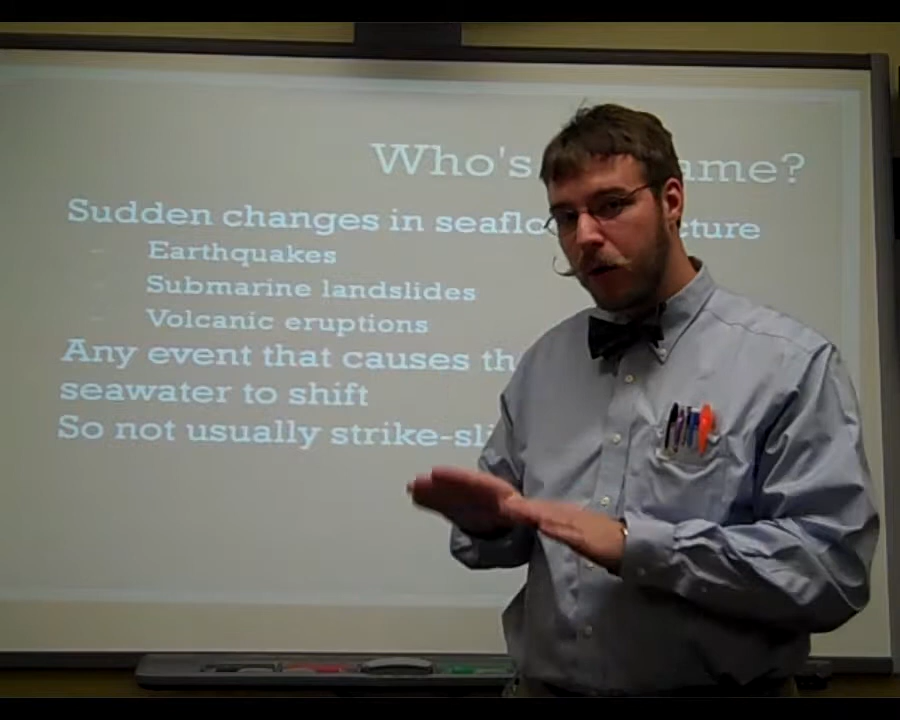 Who's ame?
Sudden changes in seaflo cture
Earthquakes
Submarine landslides
Volcanic eruptions
Any event that causes th
seawater to shift
So not usually strike-sli